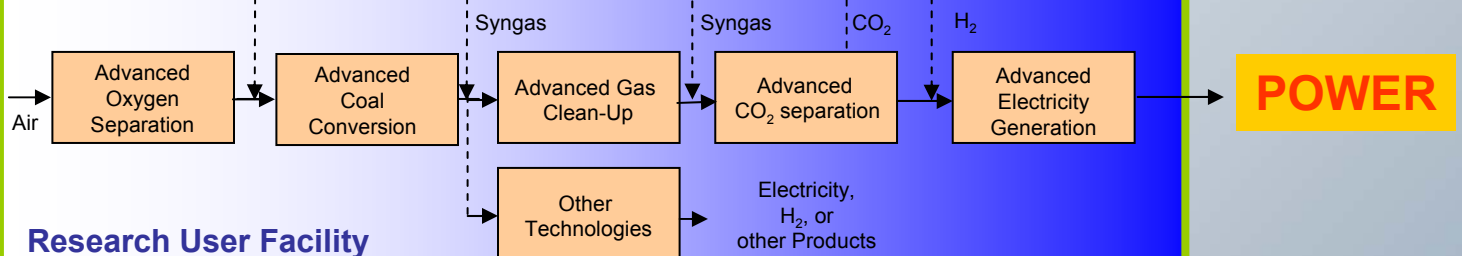 Syngas
Syngas
CO₂
H₂
Air
Advanced
Oxygen
Separation
Advanced
Coal
Conversion
Advanced Gas
Clean-Up
Advanced
CO₂ separation
Advanced
Electricity
Generation
POWER
Other
Technologies
Electricity,
H₂, or
other Products
Research User Facility